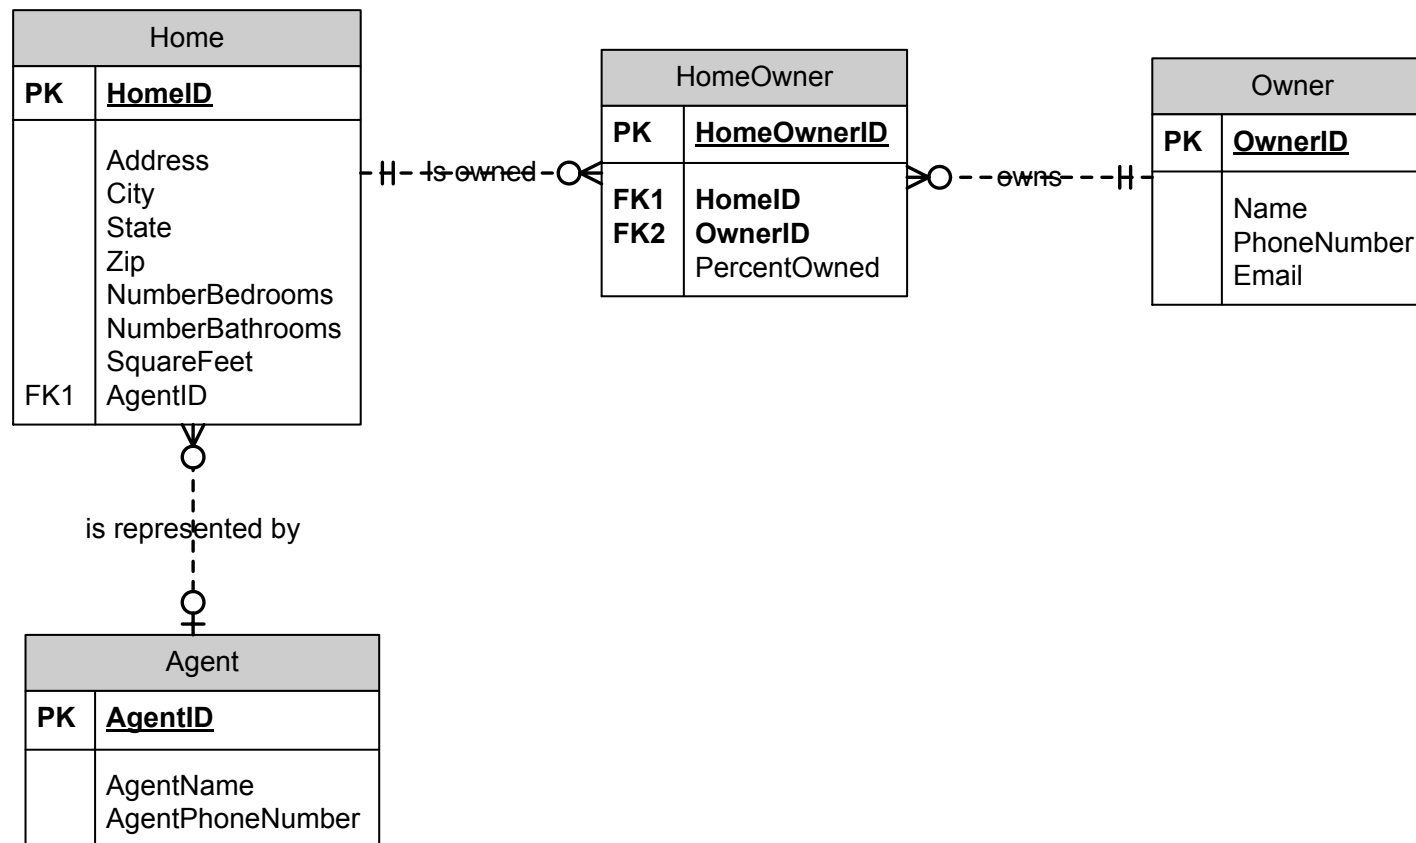 Home
PK HomeID
Address
City
State
Zip
NumberBedrooms
NumberBathrooms
SquareFeet
FK1 AgentID
Is owned
HomeOwner
PK HomeOwnerID
FK1 HomeID
FK2 OwnerID
PercentOwned
owns
Owner
PK OwnerID
Name
PhoneNumber
Email
is represented by
Agent
PK AgentID
AgentName
AgentPhoneNumber